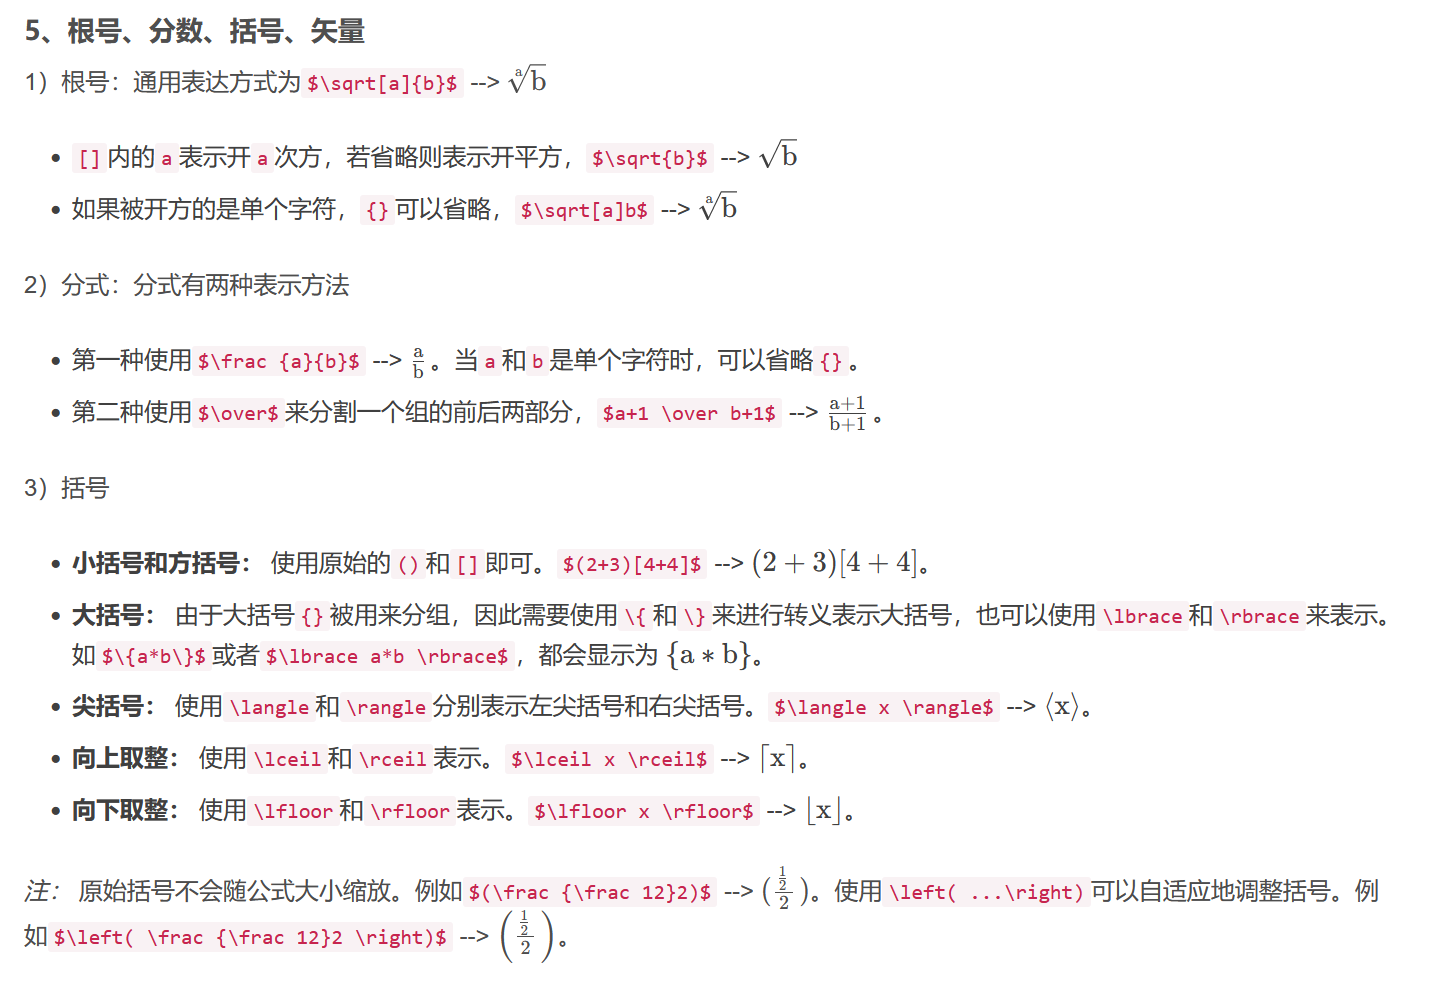 5、根号、分数、括号、矢量
1）根号：通用表达方式为 $\sqrt[a]{b}$ --> \sqrt[a]{b}
• []内的 a 表示开 a 次方，若省略则表示开平方， $\sqrt{b}$ --> √b
• 如果被开方的是单个字符， {} 可以省略， $\sqrt[a]b$ --> \sqrt[a]{b}
2）分式：分式有两种表示方法
• 第一种使用 $\frac {a}{b}$ --> \frac{a}{b} 。当 a 和 b 是单个字符时，可以省略 {} 。
• 第二种使用 $\over$ 来分割一个组的前后两部分， $a+1 \over b+1$ --> \frac{a+1}{b+1} 。
3）括号
• 小括号和方括号： 使用原始的 () 和 [] 即可。 $(2+3)[4+4]$ --> (2 + 3)[4 + 4]。
• 大括号： 由于大括号 {} 被用来分组，因此需要使用 \{ 和 \} 来进行转义表示大括号，也可以使用 \lbrace 和 \rbrace 来表示。
如 $\{a*b\}$ 或者 $\lbrace a*b \rbrace$ ，都会显示为 {a ∗ b}。
• 尖括号： 使用 \langle 和 \rangle 分别表示左尖括号和右尖括号。 $\langle x \rangle$ --> ⟨x⟩。
• 向上取整： 使用 \lceil 和 \rceil 表示。 $\lceil x \rceil$ --> ⌈x⌉。
• 向下取整： 使用 \lfloor 和 \rfloor 表示。 $\lfloor x \rfloor$ --> ⌊x⌋。
注： 原始括号不会随公式大小缩放。例如 $(\frac {\frac 12}2)$ --> (\frac{\frac{1}{2}}{2})。使用 \left( ...\right) 可以自适应地调整括号。例
如 $\left( \frac {\frac 12}2 \right)$ --> \left(\frac{\frac{1}{2}}{2}\right)。